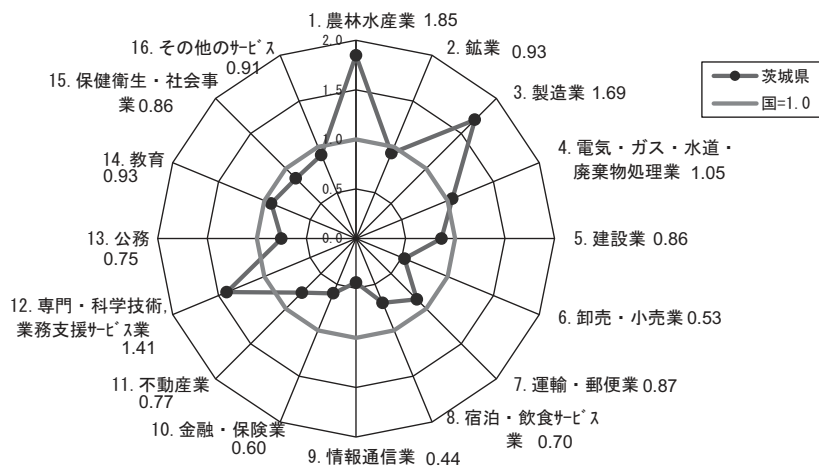 1. 農林水産業 1.85
2. 鉱業 0.93
3. 製造業 1.69
4. 電気・ガス・水道・
廃棄物処理業 1.05
5. 建設業 0.86
6. 卸売・小売業 0.53
7. 運輸・郵便業 0.87
8. 宿泊・飲食ｻｰﾋﾞｽ
業 0.70
9. 情報通信業 0.44
10. 金融・保険業
0.60
11. 不動産業
0.77
12. 専門・科学技術,
業務支援ｻｰﾋﾞｽ業
1.41
13. 公務
0.75
14. 教育
0.93
15. 保健衛生・社会事
業 0.86
16. その他のｻｰﾋﾞｽ
0.91
2.0
1.5
1.0
0.5
0.0
茨城県
国=1.0